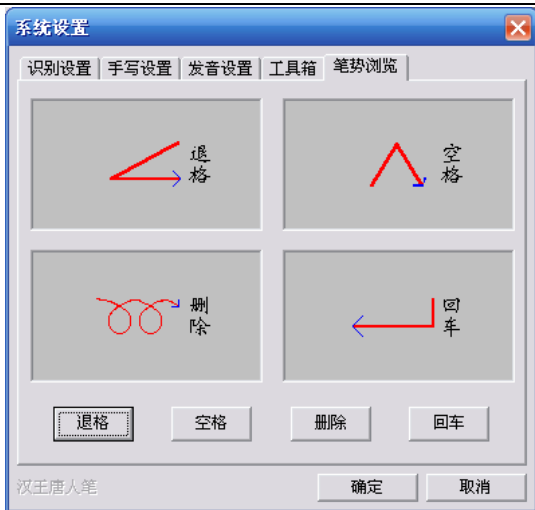 系统设置
识别设置 手写设置 发音设置 工具箱 笔势浏览
退格
空格
删除
回车
退格 空格 删除 回车
汉王唐人笔
确定 取消